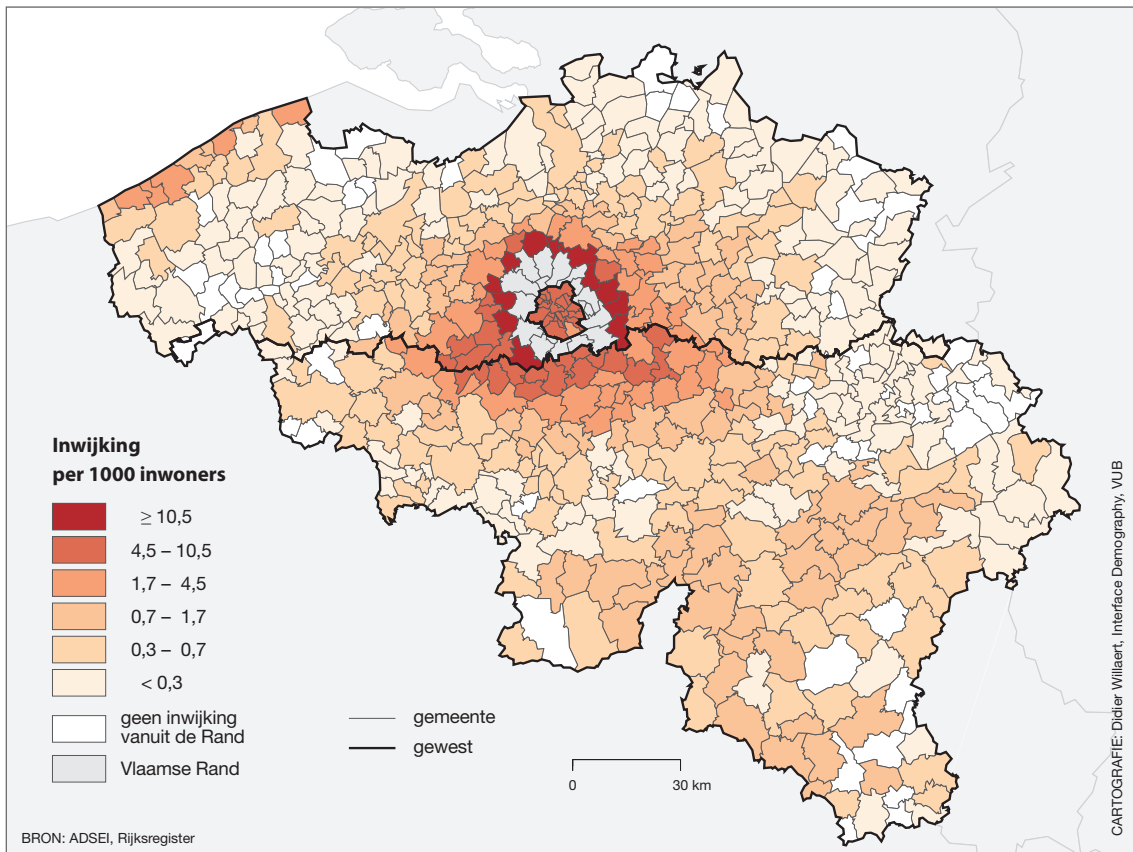 Inwijking
per 1000 inwoners
≥ 10,5
4,5 – 10,5
1,7 – 4,5
0,7 – 1,7
0,3 – 0,7
< 0,3
geen inwijking
vanuit de Rand
Vlaamse Rand
gemeente
gewest
0 30 km
BRON: ADSEI, Rijksregister
CARTOGRAFIE: Didier Willaert, Interface Demography, VUB